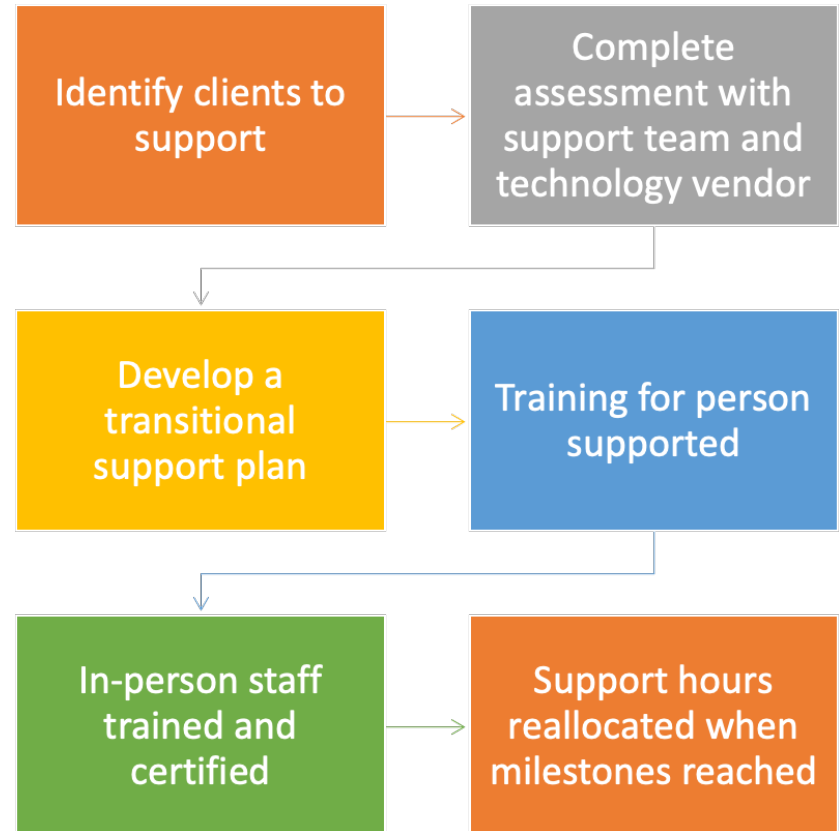 Identify clients to
support
Complete
assessment with
support team and
technology vendor
Develop a
transitional
support plan
Training for person
supported
In-person staff
trained and
certified
Support hours
reallocated when
milestones reached